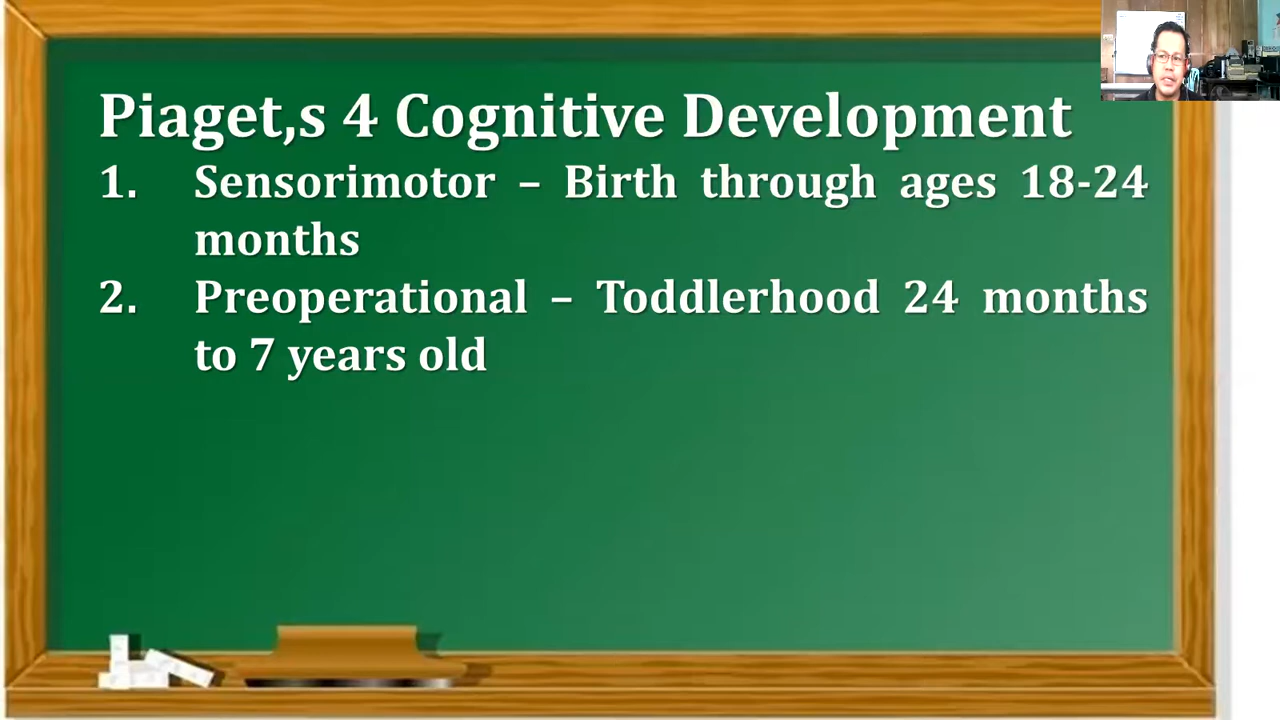 Piaget,s 4 Cognitive Development
1. Sensorimotor – Birth through ages 18-24
months
2. Preoperational – Toddlerhood 24 months
to 7 years old